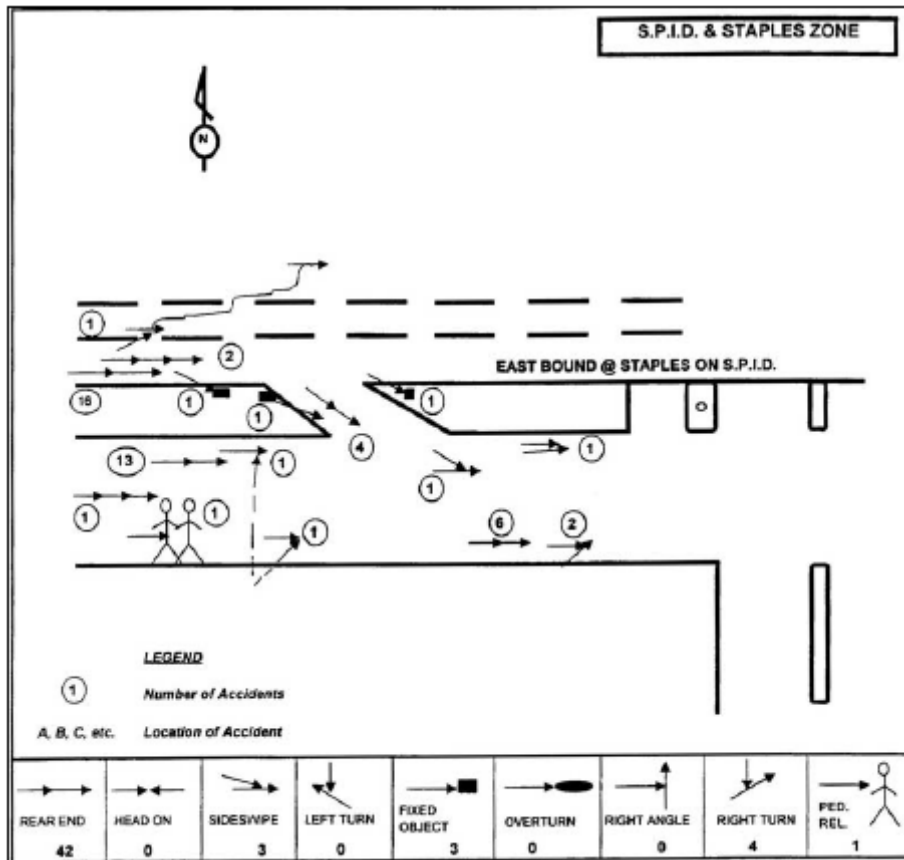 S.P.I.D. & STAPLES ZONE
N
1
2
EAST BOUND @ STAPLES ON S.P.I.D.
16
1
1
1
4
13
1
1
1
1
1
1
6
2
LEGEND
1
Number of Accidents
A, B, C, etc.
Location of Accident
REAR END
HEAD ON
SIDESWIPE
LEFT TURN
FIXED
OBJECT
OVERTURN
RIGHT ANGLE
RIGHT TURN
PED.
REL.
42
0
3
0
3
0
0
4
1